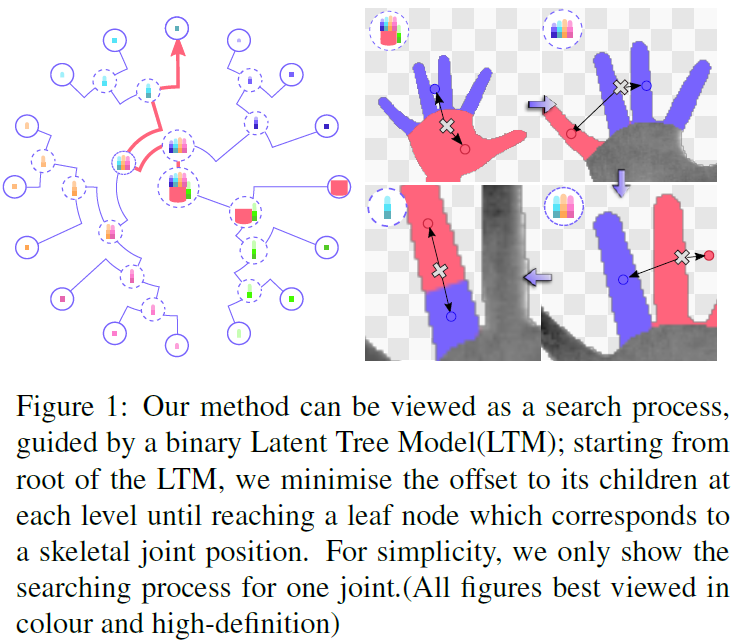 Figure 1: Our method can be viewed as a search process,
guided by a binary Latent Tree Model(LTM); starting from
root of the LTM, we minimise the offset to its children at
each level until reaching a leaf node which corresponds to
a skeletal joint position. For simplicity, we only show the
searching process for one joint.(All figures best viewed in
colour and high-definition)